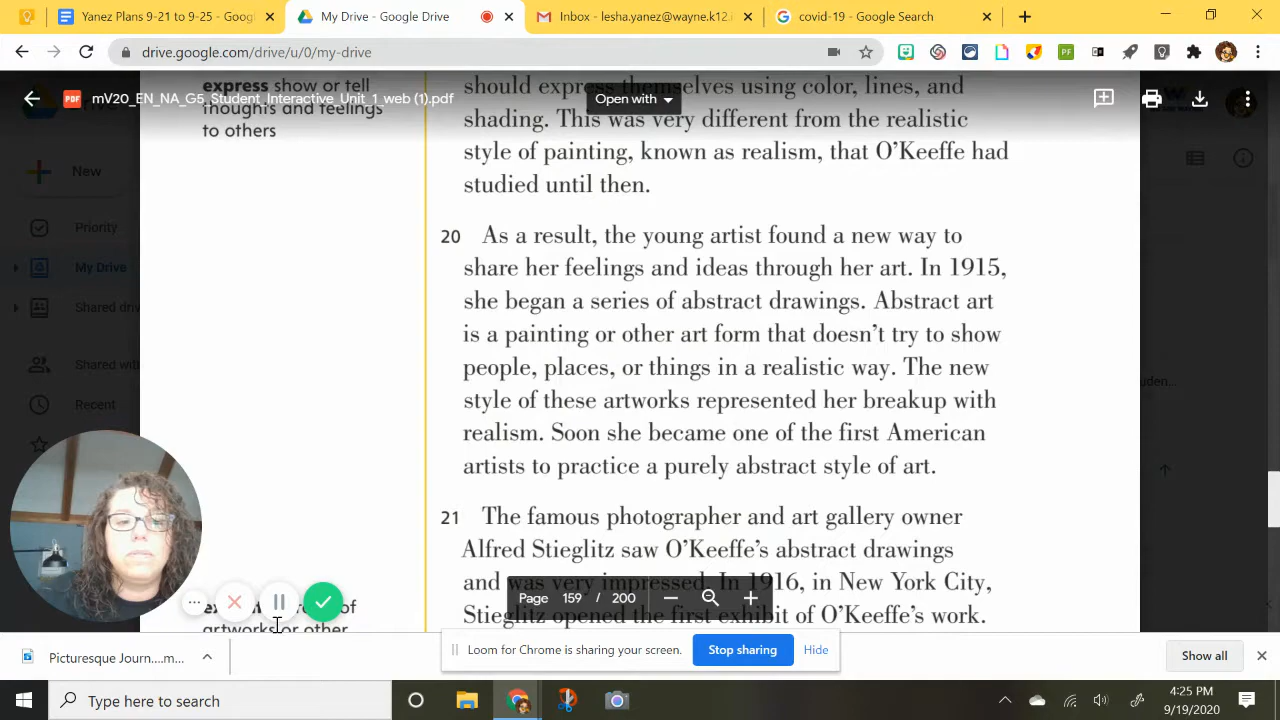 Yanez Plans 9-21 to 9-25 - Goog
My Drive - Google Drive
Inbox - lesha.yanez@wayne.k12.i
covid-19 - Google Search
drive.google.com/drive/u/0/my-drive
mV20_EN_NA_G5_Student_Interactive_Unit_1_web (1).pdf
Open with
express show or tell
thoughts and feelings
to others
should express themselves using color, lines, and
shading. This was very different from the realistic
style of painting, known as realism, that O’Keeffe had
studied until then.
20 As a result, the young artist found a new way to
share her feelings and ideas through her art. In 1915,
she began a series of abstract drawings. Abstract art
is a painting or other art form that doesn’t try to show
people, places, or things in a realistic way. The new
style of these artworks represented her breakup with
realism. Soon she became one of the first American
artists to practice a purely abstract style of art.
21 The famous photographer and art gallery owner
Alfred Stieglitz saw O’Keeffe’s abstract drawings
and was very impressed. In 1916, in New York City,
Stieglitz opened the first exhibit of O’Keeffe’s work.
of
artworks or other
New
Priority
My Drive
Shared driv
Shared with
Recent
uden...
Page 159 / 200
Loom for Chrome is sharing your screen.
Stop sharing
Hide
Picturesque Journ....m...
Show all
Type here to search
4:25 PM
9/19/2020